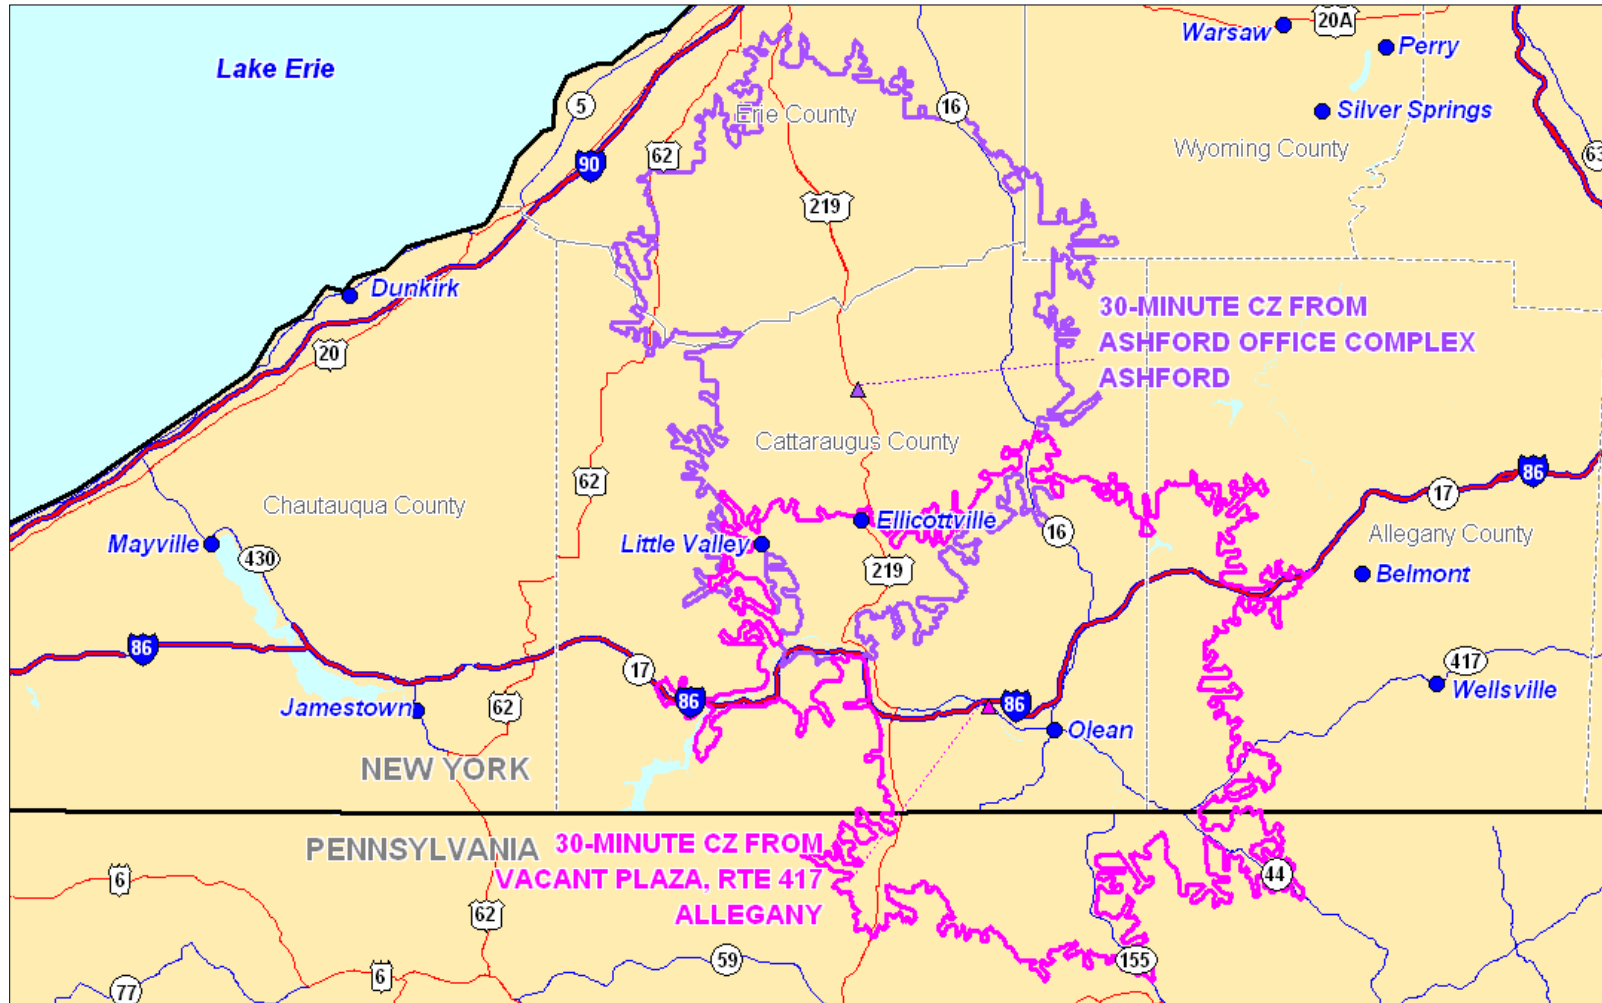 Lake Erie
Warsaw
20A
Perry
Silver Springs
Wyoming County
63
5
16
Erie County
62
90
219
Dunkirk
20
30-MINUTE CZ FROM
ASHFORD OFFICE COMPLEX
ASHFORD
Cattaraugus County
62
Chautauqua County
86
17
Allegany County
Mayville
430
Little Valley
Ellicottville
16
219
Belmont
86
17
86
417
Wellsville
Jamestown
62
86
Olean
NEW YORK
PENNSYLVANIA
30-MINUTE CZ FROM
VACANT PLAZA, RTE 417
ALLEGANY
6
62
44
59
155
6
77